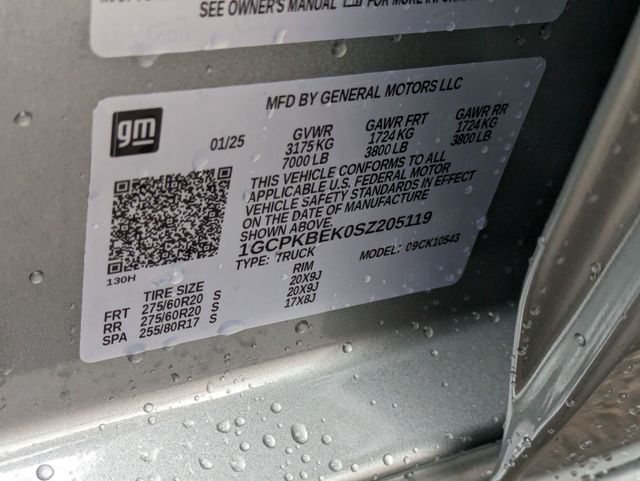 SEE OWNER'S MANUAL FOR MORE INFORMATION
MFD BY GENERAL MOTORS LLC
gm
01/25
GVWR GAWR FRT GAWR RR
3175 KG 1724 KG 1724 KG
7000 LB 3800 LB 3800 LB
THIS VEHICLE CONFORMS TO ALL
APPLICABLE U.S. FEDERAL MOTOR
VEHICLE SAFETY STANDARDS IN EFFECT
ON THE DATE OF MANUFACTURE
SHOWN ABOVE.
1GCPKBEK0SZ205119
TYPE: TRUCK MODEL: 09CK10543
130H
TIRE SIZE RIM
FRT 275/60R20 S 20X9J
RR 275/60R20 S 20X9J
SPA 255/80R17 S 17X8J